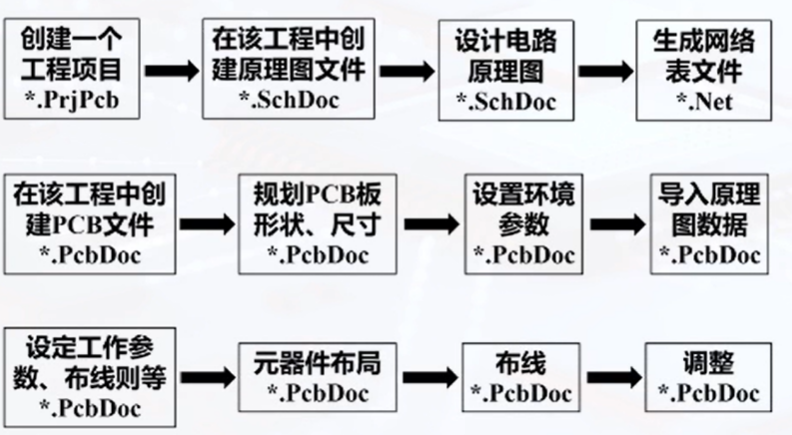 创建一个
工程项目
*.PrjPcb
在该工程中创
建原理图文件
*.SchDoc
设计电路
原理图
*.SchDoc
生成网络
表文件
*.Net
在该工程中创
建PCB文件
*.PcbDoc
规划PCB板
形状、尺寸
*.PcbDoc
设置环境
参数
*.PcbDoc
导入原理
图数据
*.PcbDoc
设定工作参
数、布线则等
*.PcbDoc
元器件布局
*.PcbDoc
布线
*.PcbDoc
调整
*.PcbDoc